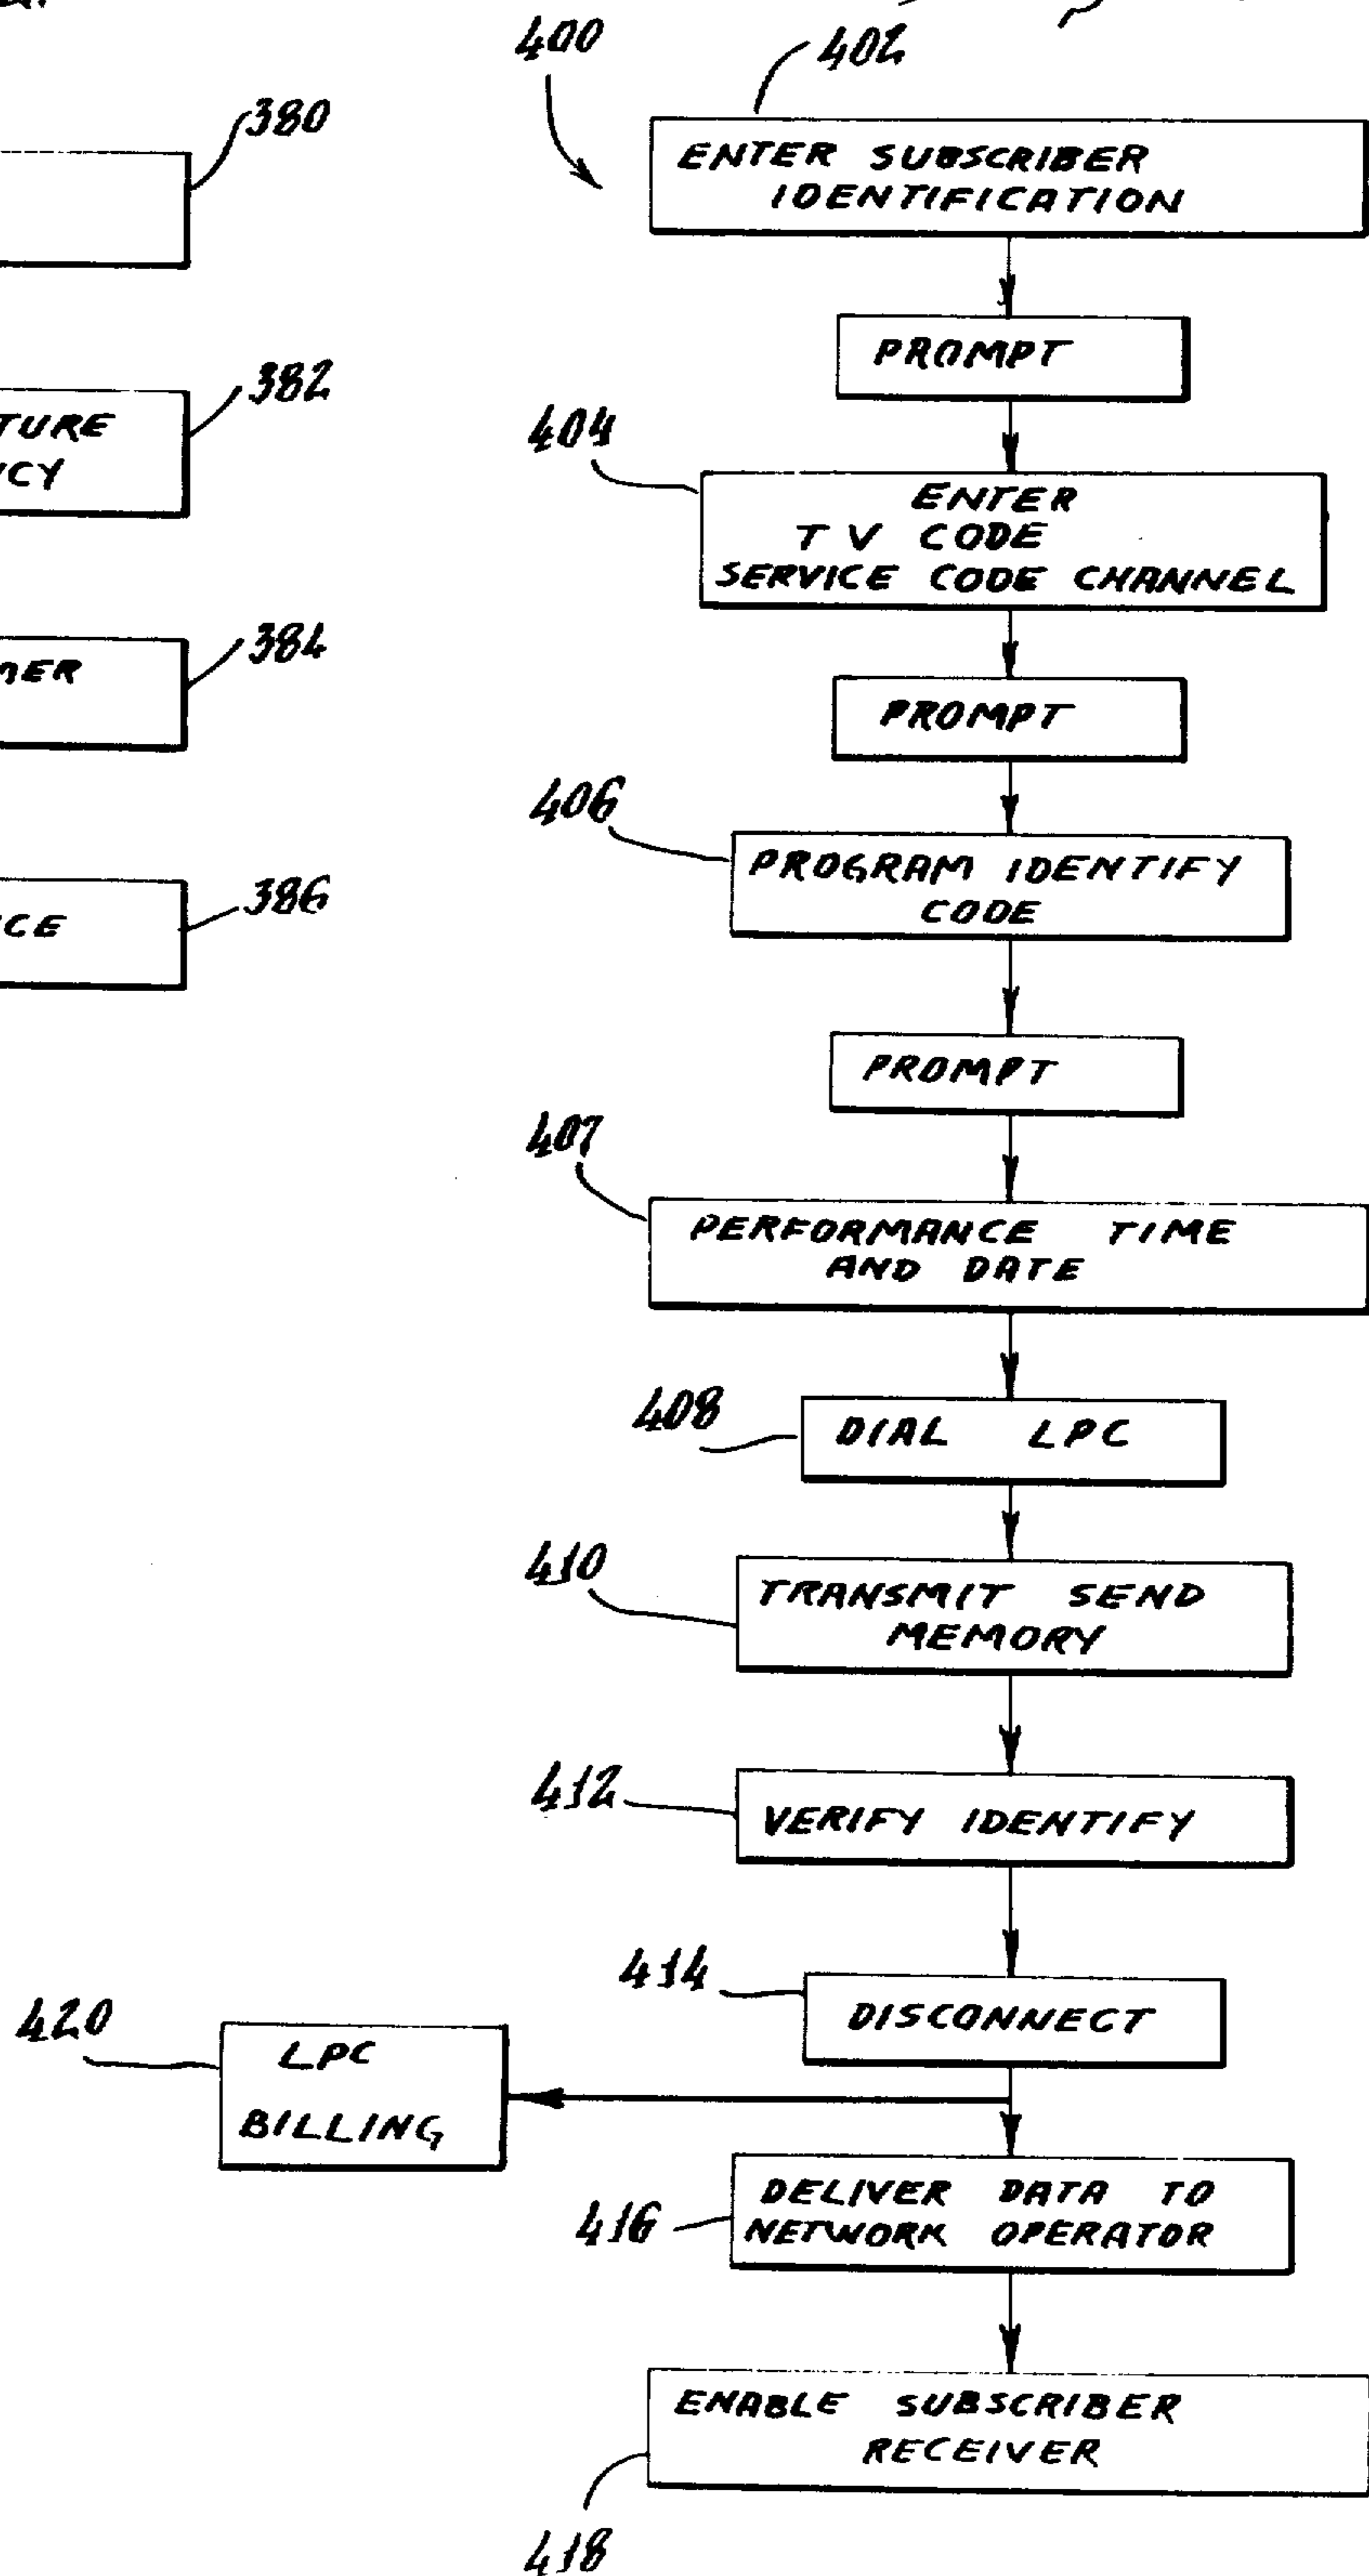 400
402
ENTER SUBSCRIBER
IDENTIFICATION
PROMPT
404
ENTER
TV CODE
SERVICE CODE CHANNEL
PROMPT
406
PROGRAM IDENTIFY
CODE
PROMPT
407
PERFORMANCE TIME
AND DATE
408
DIAL LPC
410
TRANSMIT SEND
MEMORY
412
VERIFY IDENTIFY
414
DISCONNECT
420
LPC
BILLING
416
DELIVER DATA TO
NETWORK OPERATOR
ENABLE SUBSCRIBER
RECEIVER
418
380
382
TURE
CY
384
MER
386
CE